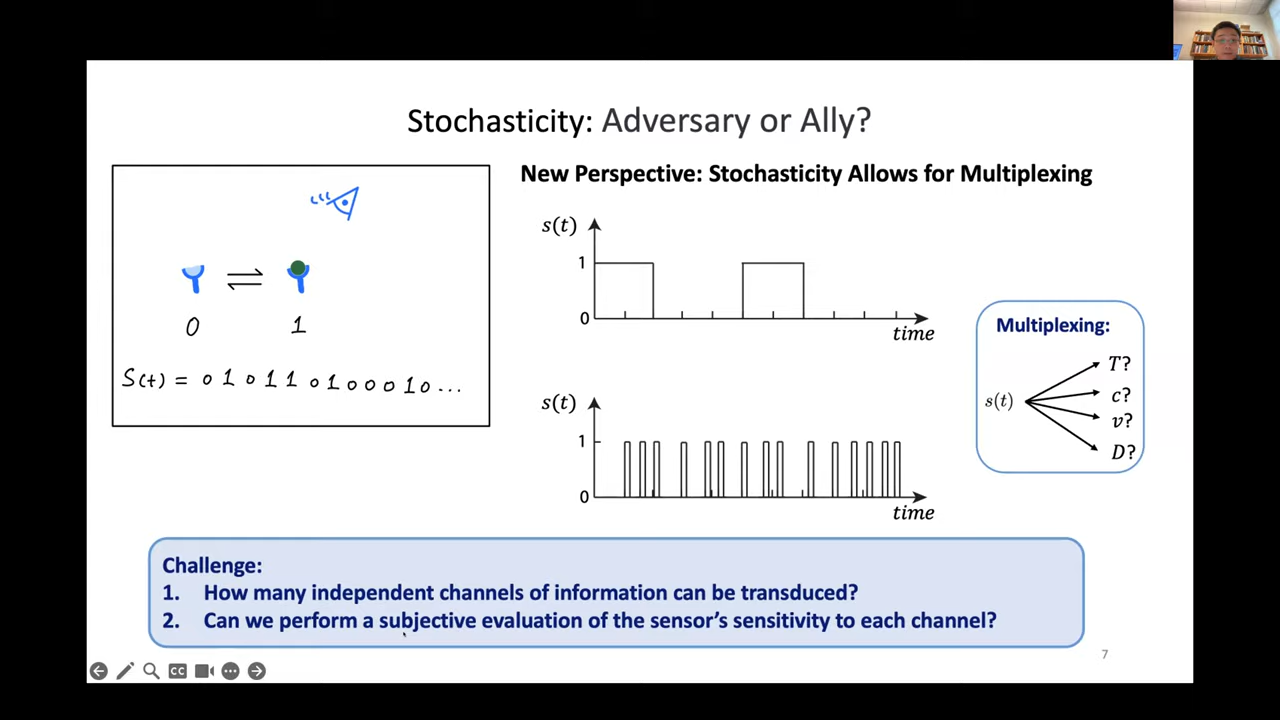 Stochasticity: Adversary or Ally?
0
1
S(t) = 0 1 0 1 1 0 1 0 0 0 1 0 ...
New Perspective: Stochasticity Allows for Multiplexing
s(t)
1
0
time
s(t)
1
0
time
Multiplexing:
s(t)
T?
c?
v?
D?
Challenge:
1. How many independent channels of information can be transduced?
2. Can we perform a subjective evaluation of the sensor's sensitivity to each channel?
7
CC